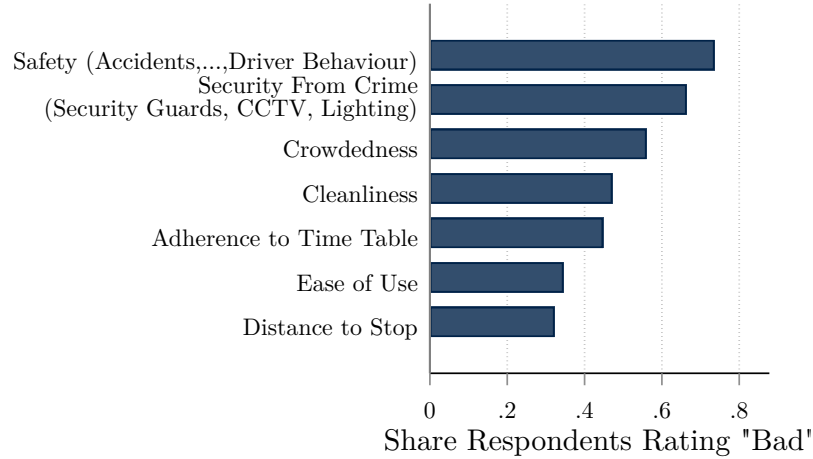 Safety (Accidents,...,Driver Behaviour)
Security From Crime
(Security Guards, CCTV, Lighting)
Crowdedness
Cleanliness
Adherence to Time Table
Ease of Use
Distance to Stop
0 .2 .4 .6 .8
Share Respondents Rating "Bad"